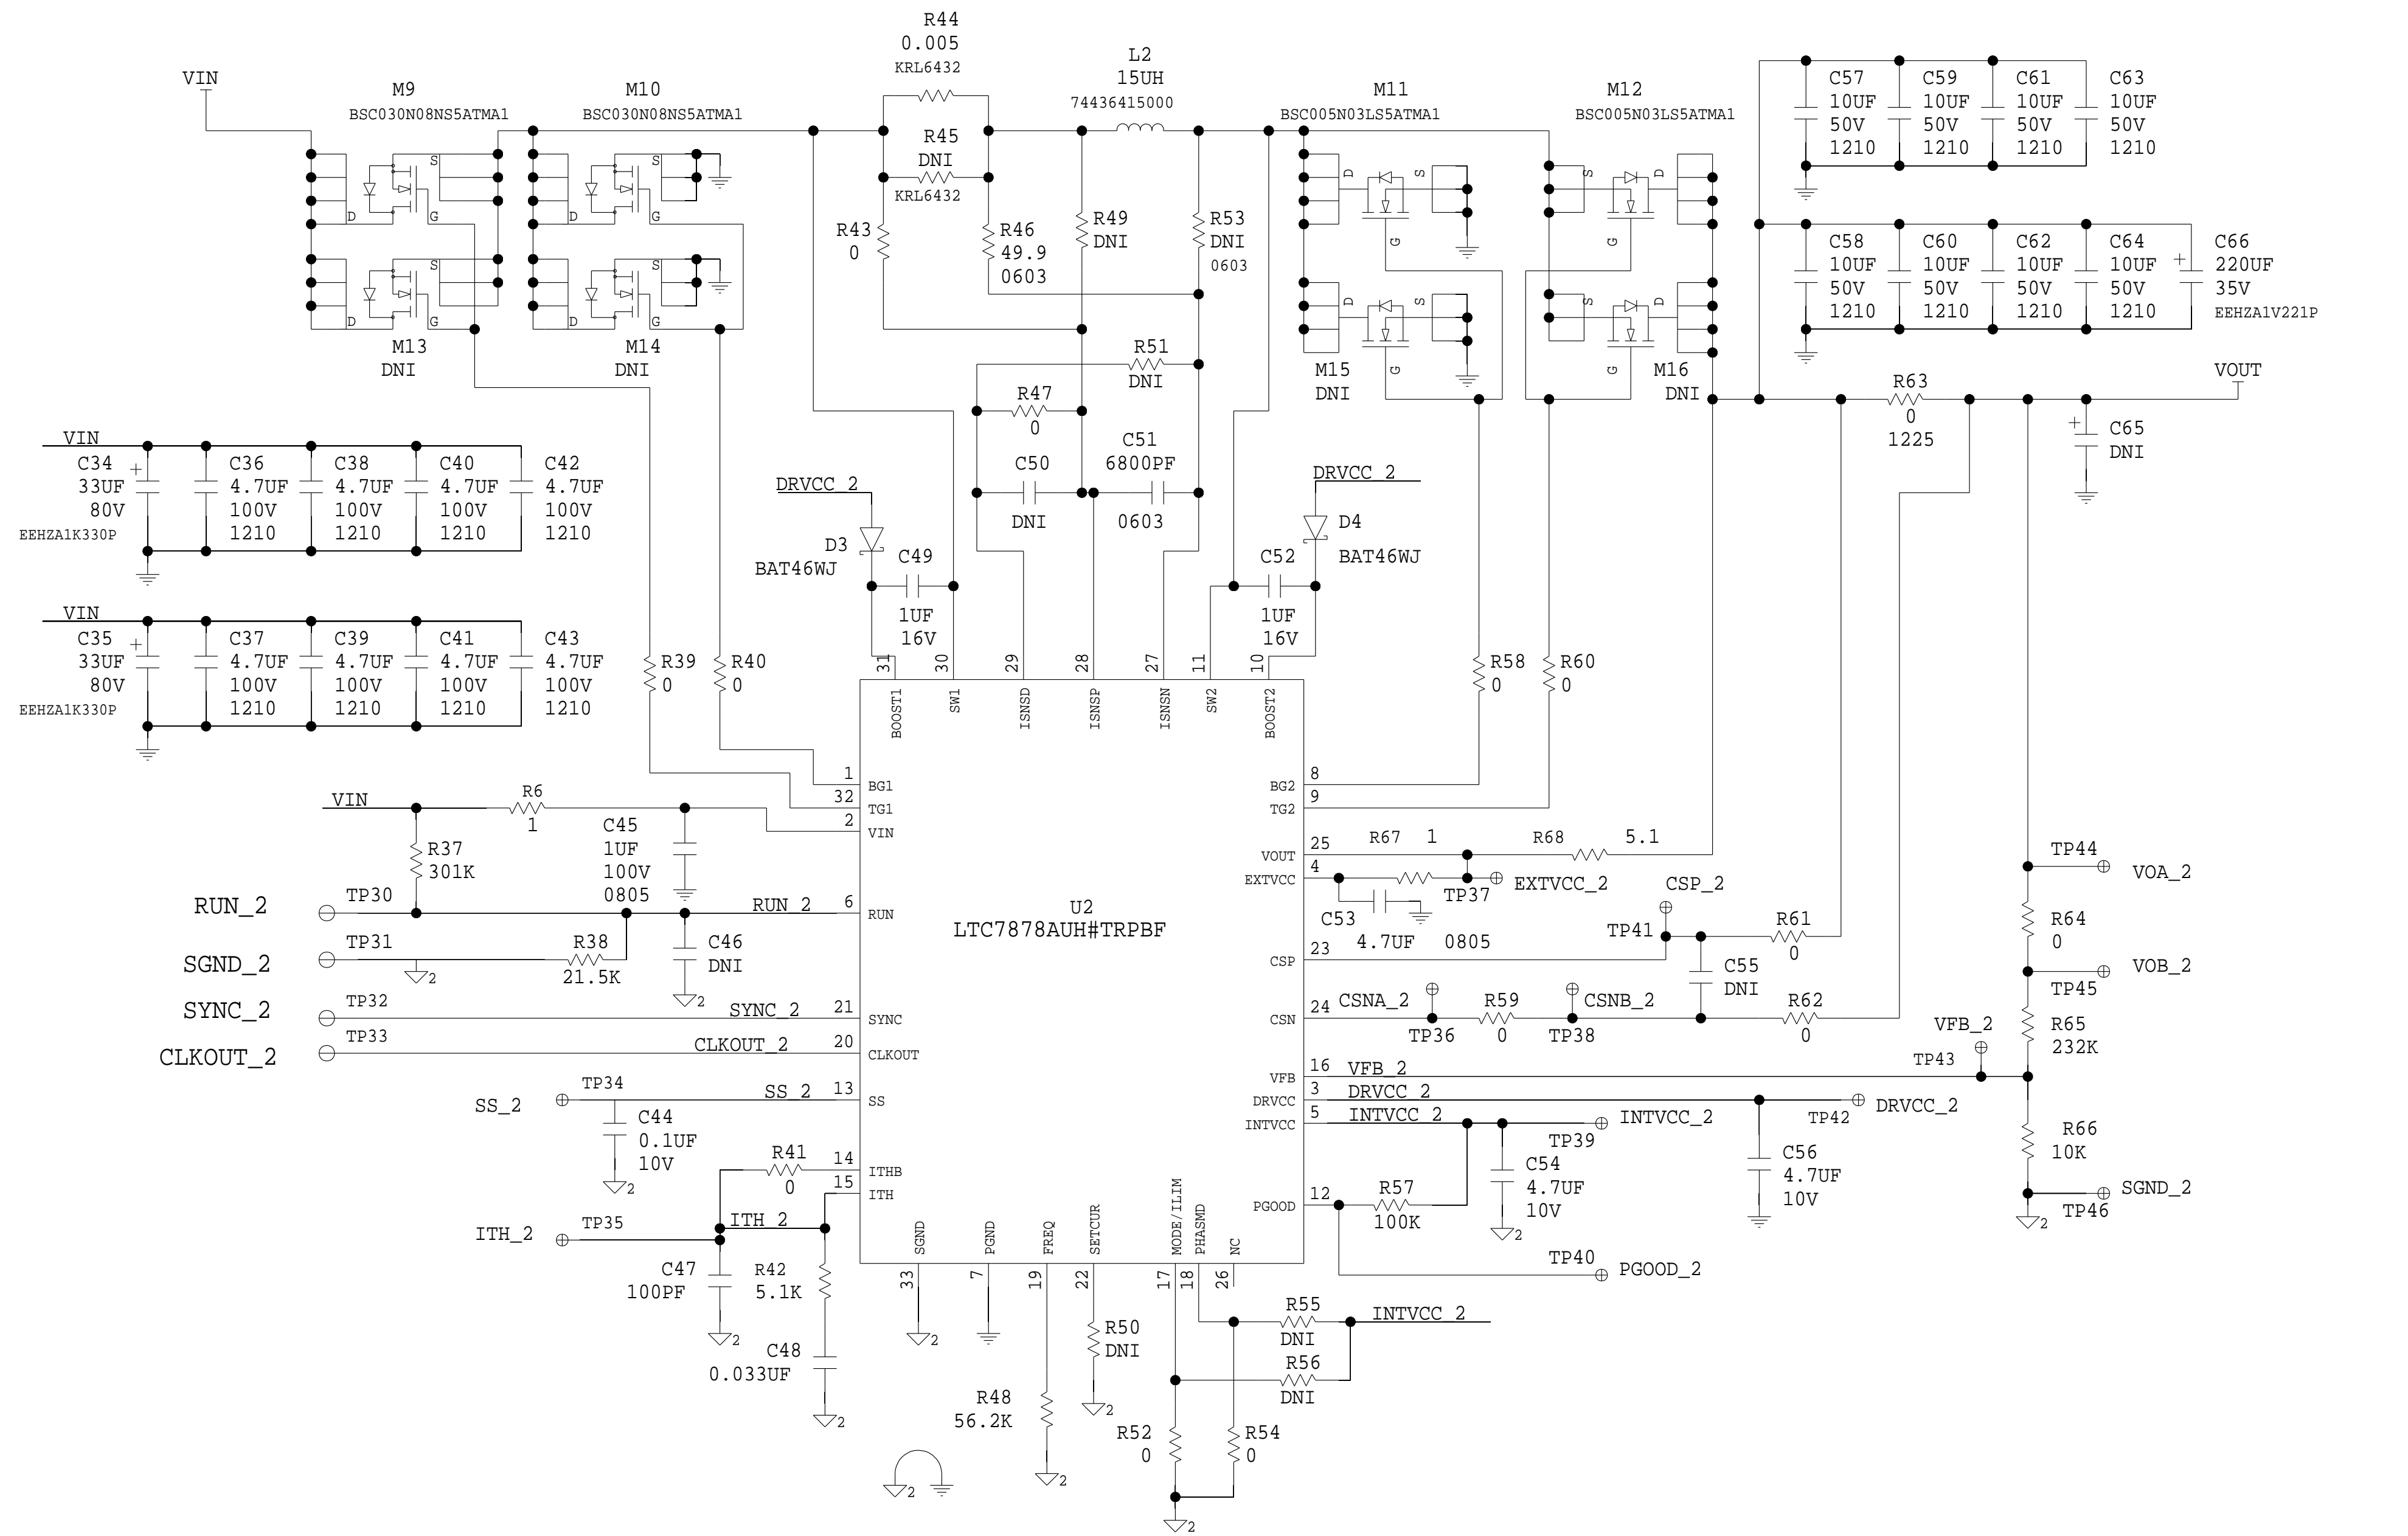 VIN
M9
BSC030N08NS5ATMA1
M10
BSC030N08NS5ATMA1
R44
0.005
KRL6432
R45
DNI
KRL6432
L2
15UH
74436415000
M11
BSC005N03LS5ATMA1
M12
BSC005N03LS5ATMA1
C57
10UF
50V
1210
C59
10UF
50V
1210
C61
10UF
50V
1210
C63
10UF
50V
1210
S
D
G
S
D
G
D
S
G
S
D
G
R43
0
R46
49.9
0603
R49
DNI
R53
DNI
0603
C58
10UF
50V
1210
C60
10UF
50V
1210
C62
10UF
50V
1210
C64
10UF
50V
1210
+
C66
220UF
35V
EEHZA1V221P
S
D
G
S
D
G
D
S
G
S
D
G
M13
DNI
M14
DNI
M15
DNI
M16
DNI
R51
DNI
R47
0
C50
DNI
C51
6800PF
0603
R63
0
1225
VOUT
+
C65
DNI
VIN
C34
+
33UF
80V
EEHZA1K330P
C36
4.7UF
100V
1210
C38
4.7UF
100V
1210
C40
4.7UF
100V
1210
C42
4.7UF
100V
1210
VIN
C35
+
33UF
80V
EEHZA1K330P
C37
4.7UF
100V
1210
C39
4.7UF
100V
1210
C41
4.7UF
100V
1210
C43
4.7UF
100V
1210
DRVCC_2
D3
BAT46WJ
C49
1UF
16V
DRVCC_2
D4
BAT46WJ
C52
1UF
16V
R39
0
R40
0
R58
0
R60
0
31
BOOST1
30
SW1
29
ISNSD
28
ISNSP
27
ISNSN
11
SW2
10
BOOST2
1
BG1
32
TG1
2
VIN
8
BG2
9
TG2
VIN
R6
1
C45
1UF
100V
0805
R37
301K
RUN_2
TP30
RUN_2
6
RUN
SGND_2
TP31
2
R38
21.5K
C46
DNI
2
SYNC_2
TP32
SYNC_2
21
SYNC
CLKOUT_2
TP33
CLKOUT_2
20
CLKOUT
SS_2
TP34
SS_2
13
SS
C44
0.1UF
10V
2
R41
0
14
ITHB
15
ITH
ITH_2
TP35
ITH_2
C47
100PF
2
R42
5.1K
C48
0.033UF
2
U2
LTC7878AUH#TRPBF
25
VOUT
R67
1
R68
5.1
4
EXTVCC
TP37
EXTVCC_2
C53
4.7UF
0805
23
CSP
CSP_2
TP41
R61
0
C55
DNI
24
CSN
CSNA_2
TP36
R59
0
CSNB_2
TP38
R62
0
TP44
VOA_2
R64
0
VOB_2
TP45
R65
232K
VFB_2
TP43
16
VFB
VFB_2
3
DRVCC
DRVCC_2
TP42
DRVCC_2
5
INTVCC
INTVCC_2
TP39
INTVCC_2
C54
4.7UF
10V
2
C56
4.7UF
10V
R66
10K
SGND_2
TP46
2
12
PGOOD
R57
100K
TP40
PGOOD_2
SGND
33
2
PGND
7
FREQ
19
SETCUR
22
MODE/ILIM
17
PHASMD
18
NC
26
R48
56.2K
2
R50
DNI
2
R55
DNI
INTVCC_2
R56
DNI
R52
0
R54
0
2
2